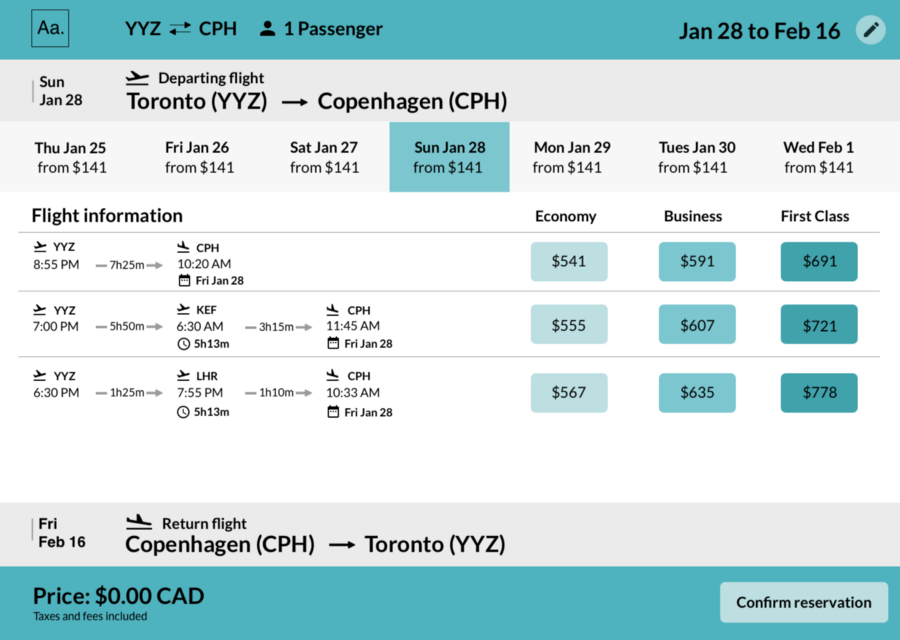 Aa.
YYZ CPH 1 Passenger
Jan 28 to Feb 16
Sun
Jan 28
Departing flight
Toronto (YYZ) → Copenhagen (CPH)
Thu Jan 25 Fri Jan 26 Sat Jan 27 Sun Jan 28 Mon Jan 29 Tues Jan 30 Wed Feb 1
from $141 from $141 from $141 from $141 from $141 from $141 from $141
Flight information Economy Business First Class
YYZ CPH
8:55 PM 7h25m 10:20 AM $541 $591 $691
Fri Jan 28
YYZ KEF CPH
7:00 PM 5h50m 6:30 AM 3h15m 11:45 AM $555 $607 $721
5h13m Fri Jan 28
YYZ LHR CPH
6:30 PM 1h25m 7:55 PM 1h10m 10:33 AM $567 $635 $778
5h13m Fri Jan 28
Fri
Feb 16
Return flight
Copenhagen (CPH) → Toronto (YYZ)
Price: $0.00 CAD
Taxes and fees included
Confirm reservation